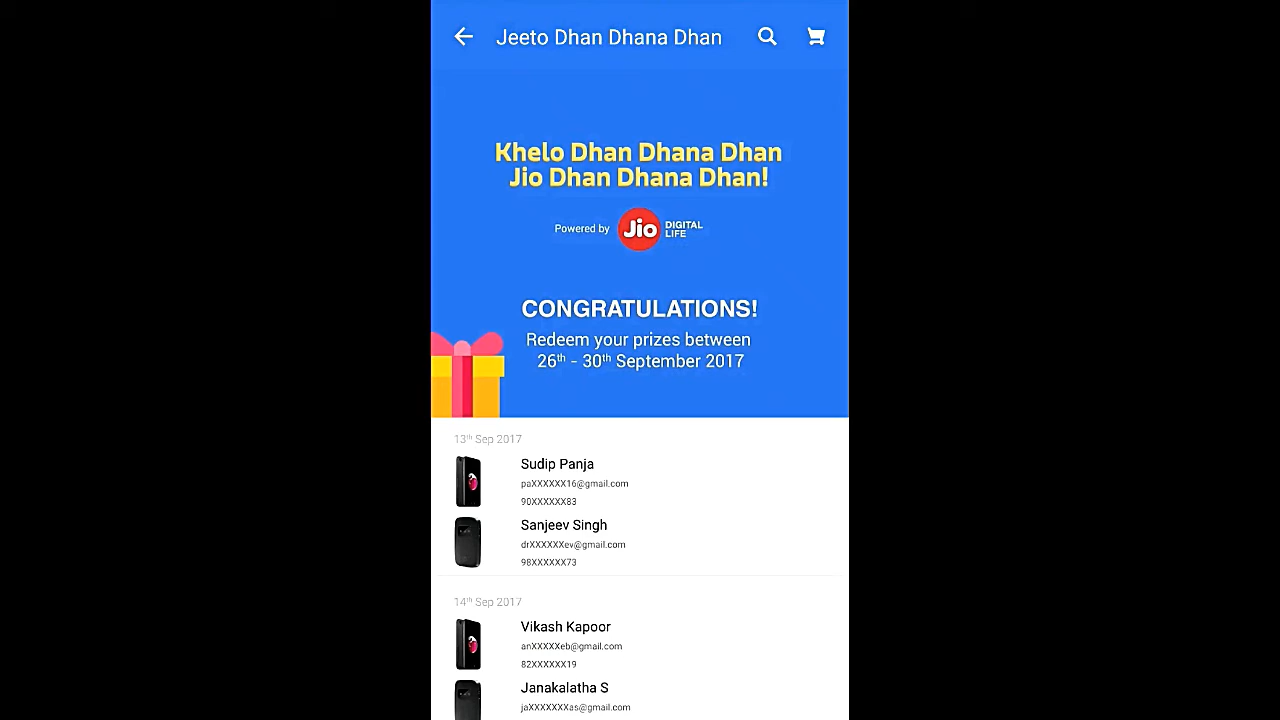 Jeeto Dhan Dhana Dhan
Khelo Dhan Dhana Dhan
Jio Dhan Dhana Dhan!
Powered by Jio DIGITAL LIFE
CONGRATULATIONS!
Redeem your prizes between
26th - 30th September 2017
13th Sep 2017
Sudip Panja
paXXXXXX16@gmail.com
90XXXXXX83
Sanjeev Singh
drXXXXXXev@gmail.com
98XXXXXX73
14th Sep 2017
Vikash Kapoor
anXXXXXeb@gmail.com
82XXXXXX19
Janakalatha S
jaXXXXXXXas@gmail.com